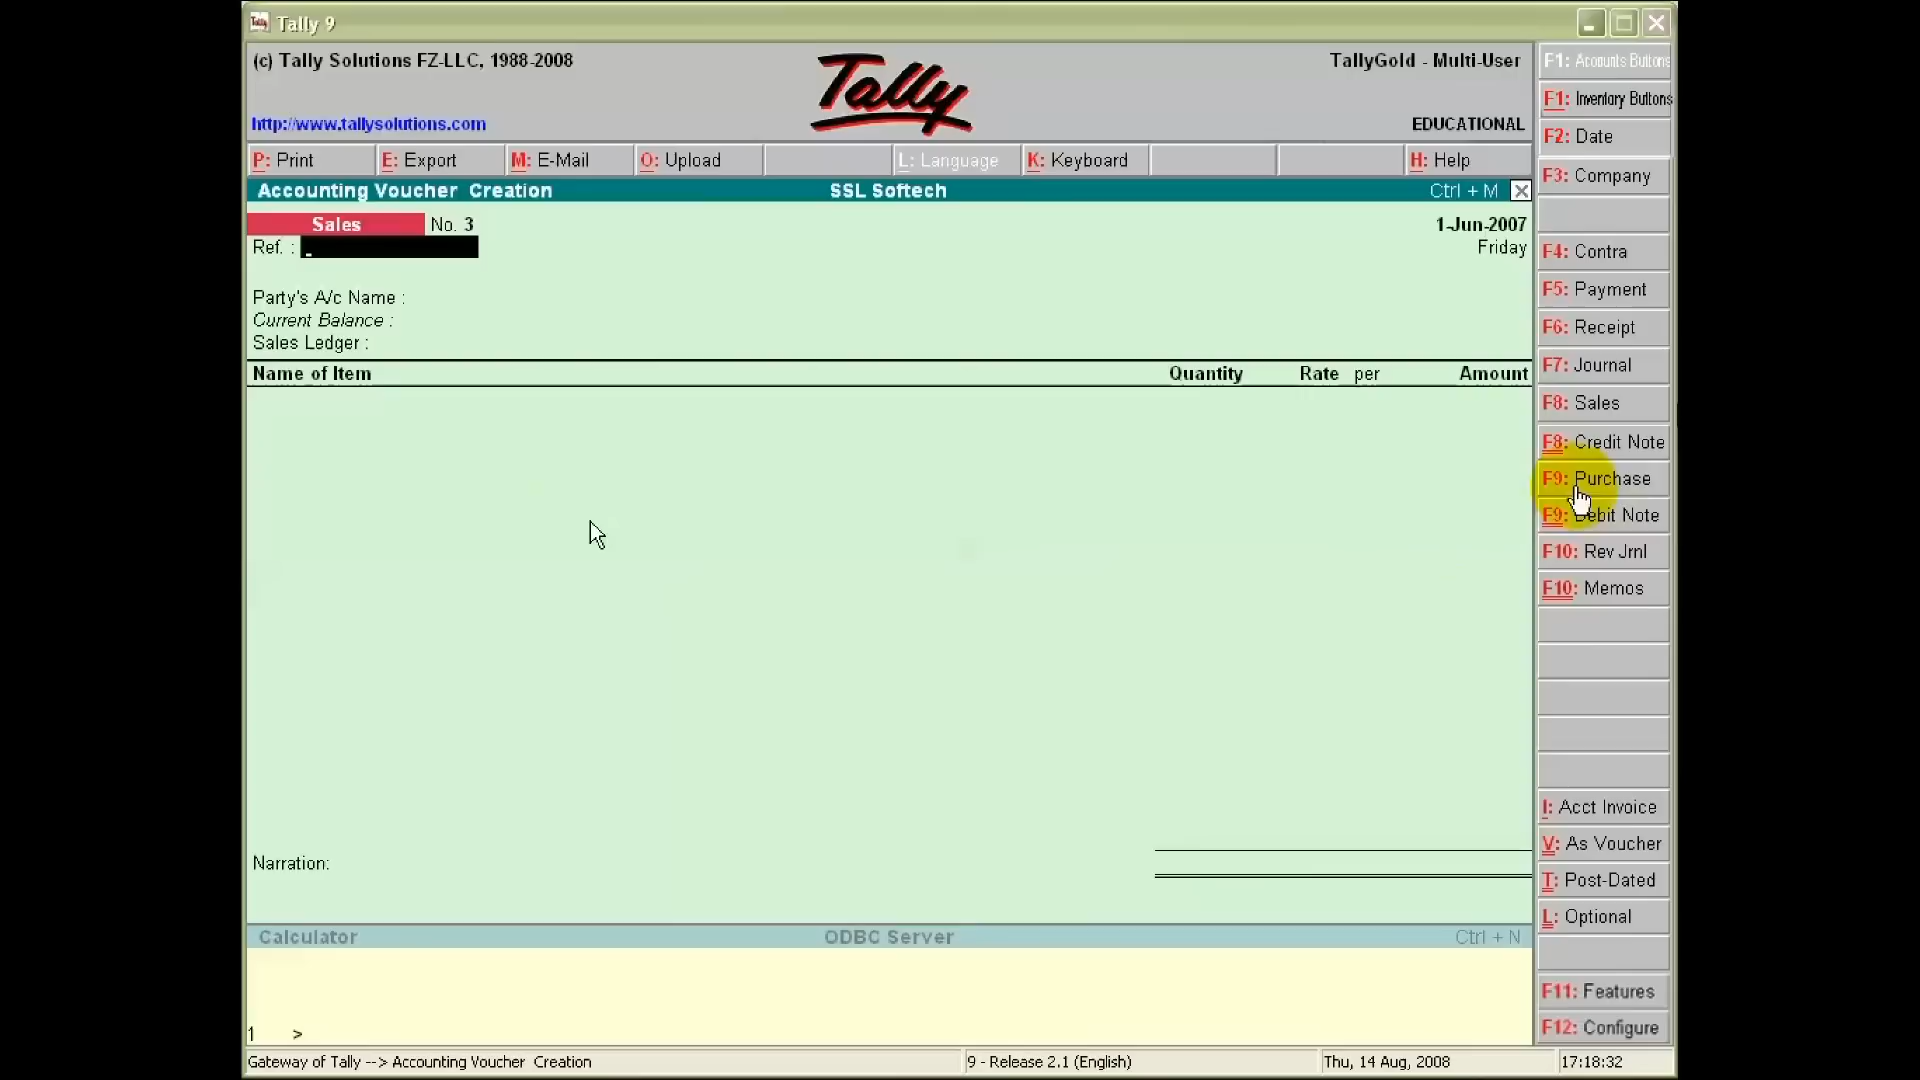 Tally 9
(c) Tally Solutions FZ-LLC, 1988-2008
Tally
TallyGold - Multi-User
http://www.tallysolutions.com
EDUCATIONAL
P: Print E: Export M: E-Mail O: Upload L: Language K: Keyboard H: Help
Accounting Voucher Creation SSL Softech Ctrl + M
Sales No. 3 1-Jun-2007
Ref. : Friday
Party's A/c Name :
Current Balance :
Sales Ledger :
Name of Item Quantity Rate per Amount
Narration:
Calculator ODBC Server Ctrl + N
1 >
Gateway of Tally --> Accounting Voucher Creation 9 - Release 2.1 (English) Thu, 14 Aug, 2008 17:18:32
F1: Accounts Buttons
F1: Inventory Buttons
F2: Date
F3: Company
F4: Contra
F5: Payment
F6: Receipt
F7: Journal
F8: Sales
F8: Credit Note
F9: Purchase
F9: Debit Note
F10: Rev Jrnl
F10: Memos
I: Acct Invoice
V: As Voucher
T: Post-Dated
L: Optional
F11: Features
F12: Configure